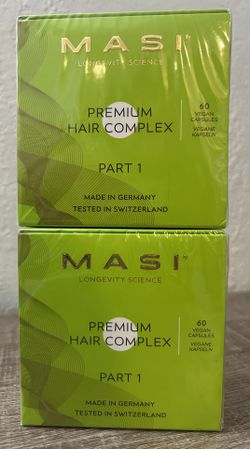 MASI
LONGEVITY SCIENCE
PREMIUM
HAIR COMPLEX
60
VEGAN
CAPSULES
VEGANE
KAPSELN
PART 1
MADE IN GERMANY
TESTED IN SWITZERLAND
MASI
LONGEVITY SCIENCE
PREMIUM
HAIR COMPLEX
60
VEGAN
CAPSULES
VEGANE
KAPSELN
PART 1
MADE IN GERMANY
TESTED IN SWITZERLAND